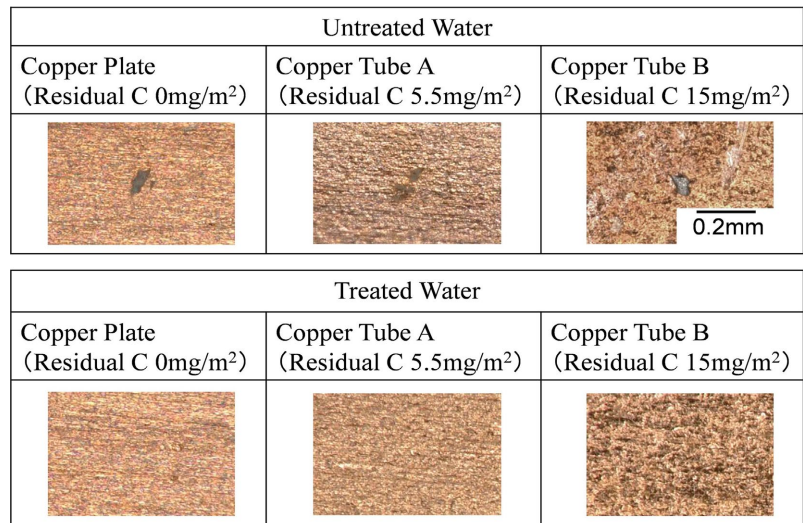 Untreated Water
Copper Plate
(Residual C 0mg/m²)
Copper Tube A
(Residual C 5.5mg/m²)
Copper Tube B
(Residual C 15mg/m²)
0.2mm
Treated Water
Copper Plate
(Residual C 0mg/m²)
Copper Tube A
(Residual C 5.5mg/m²)
Copper Tube B
(Residual C 15mg/m²)